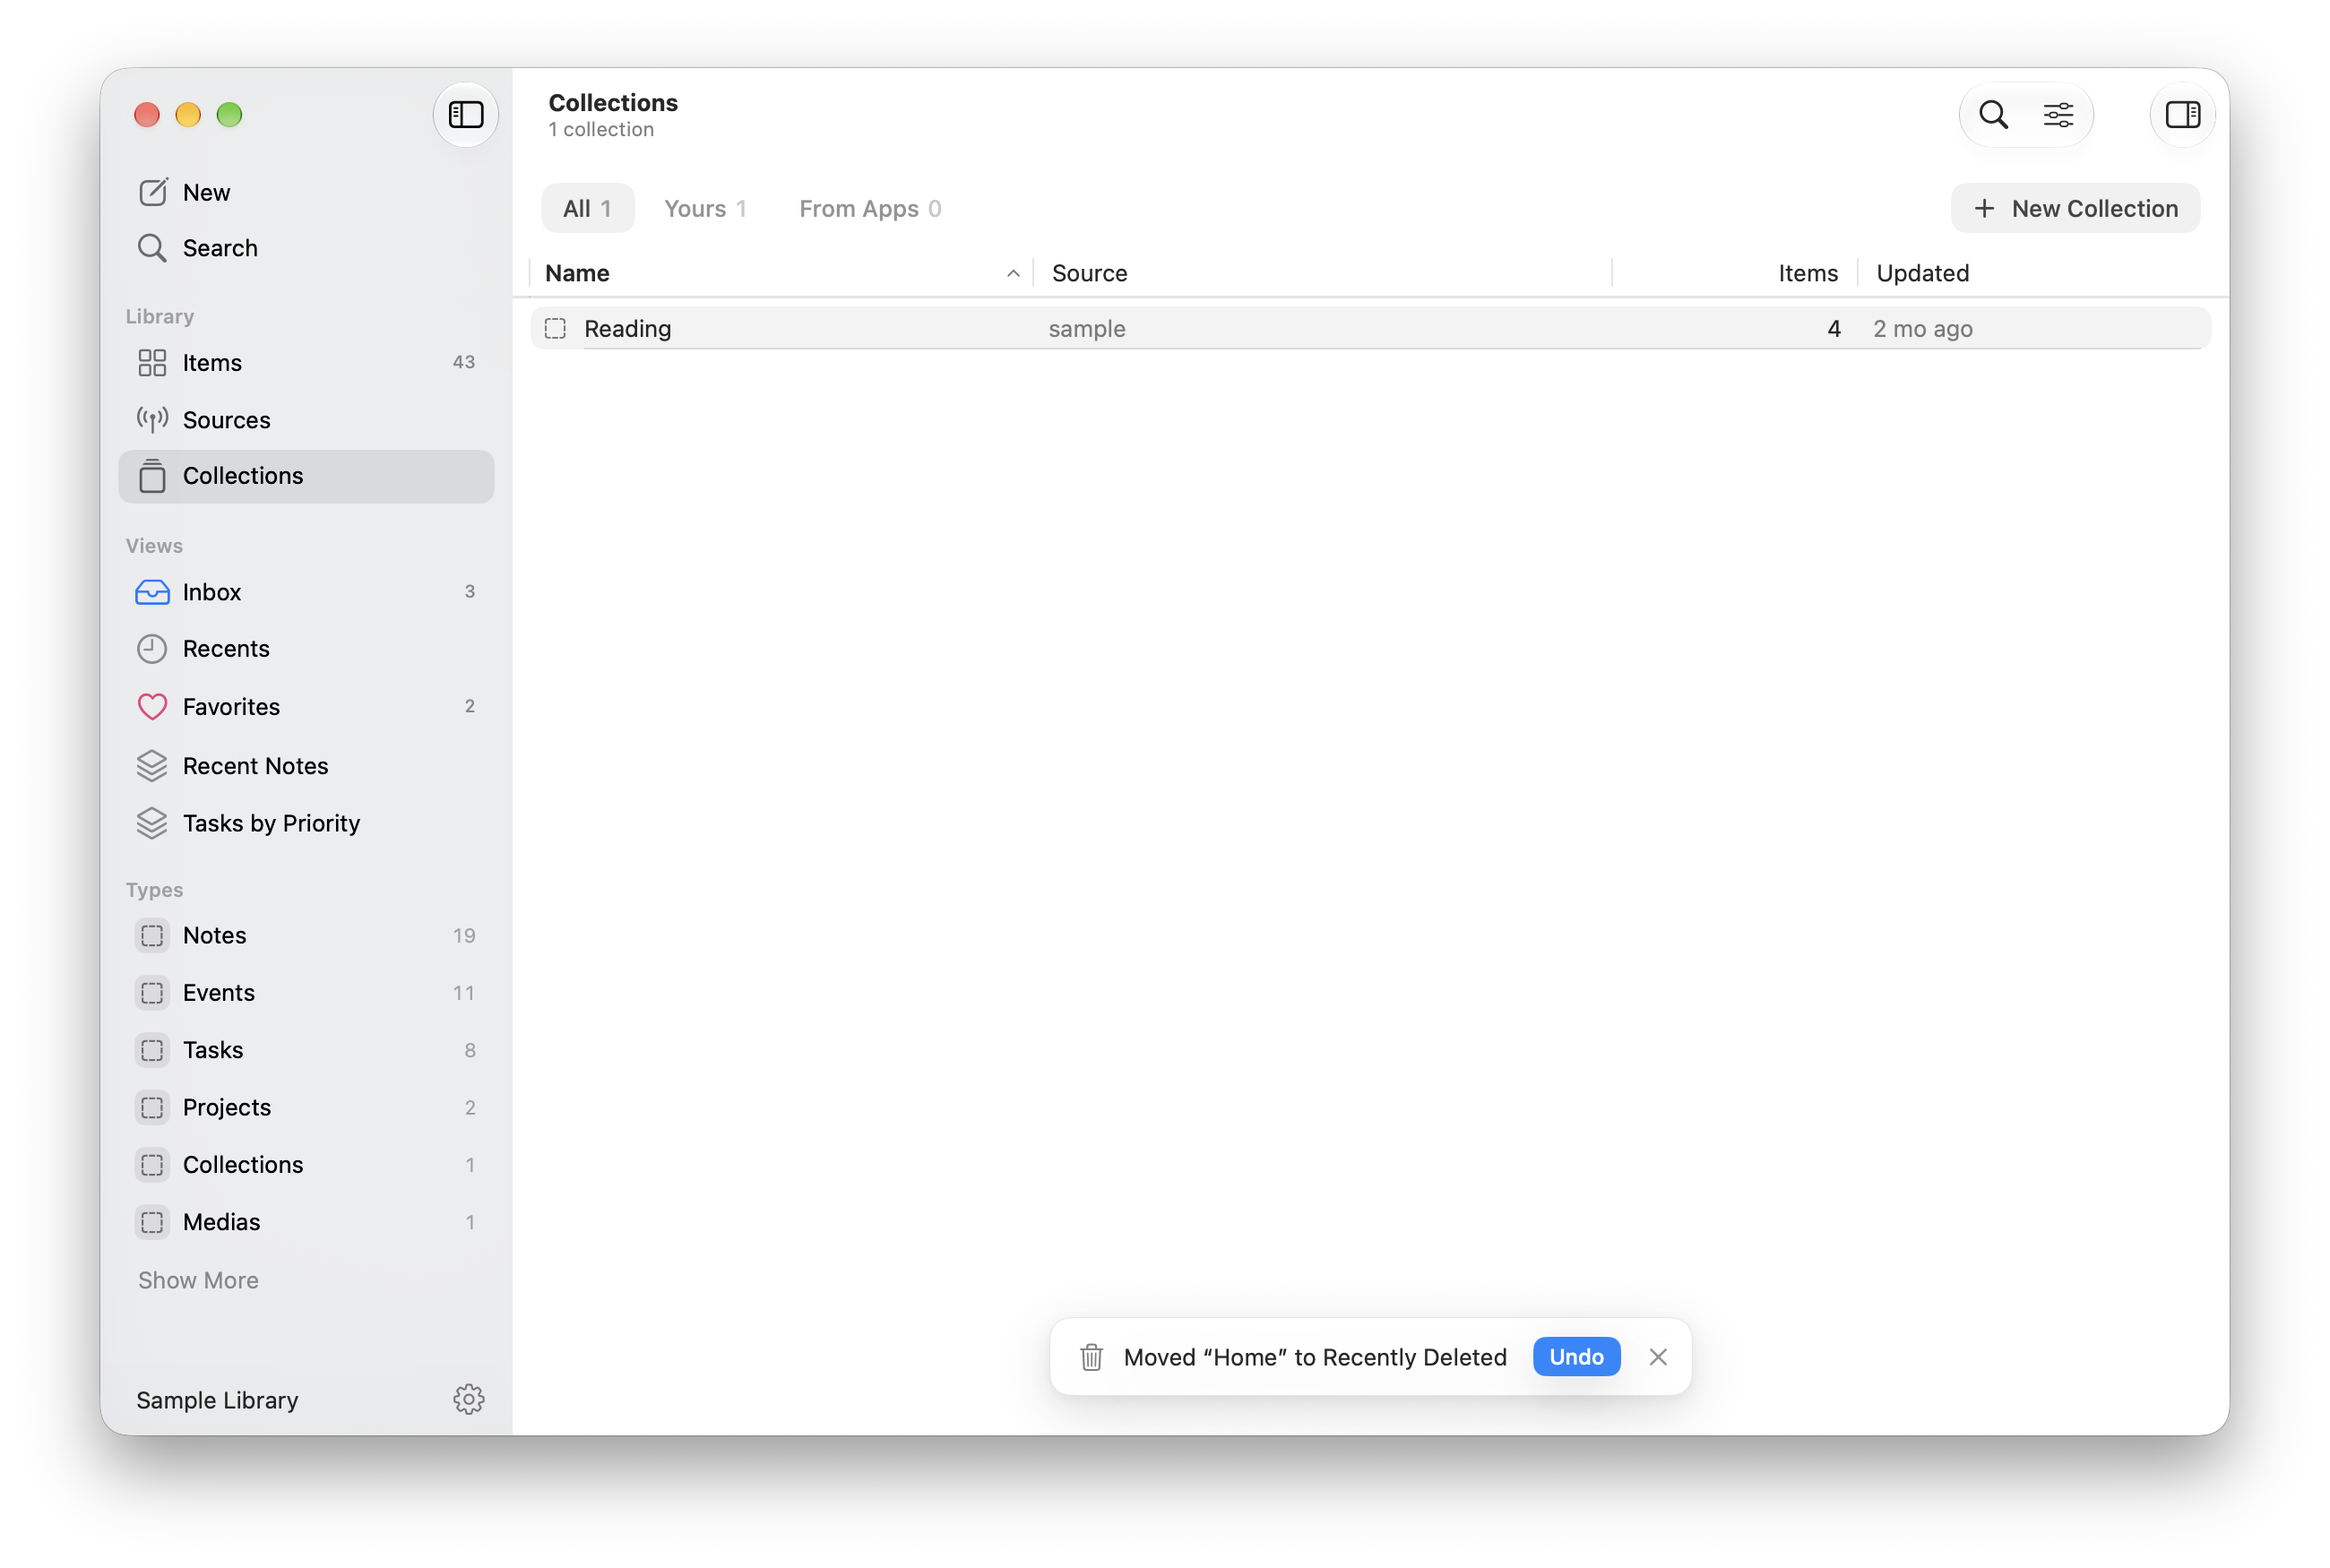 New
Search
Library
Items 43
Sources
Collections
Views
Inbox 3
Recents
Favorites 2
Recent Notes
Tasks by Priority
Types
Notes 19
Events 11
Tasks 8
Projects 2
Collections 1
Medias 1
Show More
Sample Library
Collections
1 collection
All 1 Yours 1 From Apps 0
New Collection
Name Source Items Updated
Reading sample 4 2 mo ago
Moved “Home” to Recently Deleted Undo